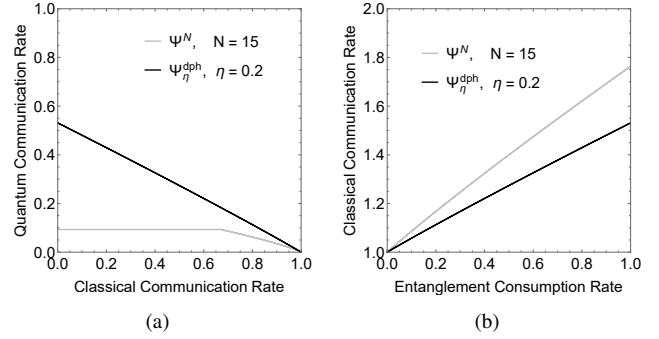 1.0
0.8
0.6
0.4
0.2
0.0
Quantum Communication Rate
Ψ^N, N = 15
Ψ_η^dph, η = 0.2
0.0 0.2 0.4 0.6 0.8 1.0
Classical Communication Rate
(a)
2.0
1.8
1.6
1.4
1.2
1.0
Classical Communication Rate
Ψ^N, N = 15
Ψ_η^dph, η = 0.2
0.0 0.2 0.4 0.6 0.8 1.0
Entanglement Consumption Rate
(b)